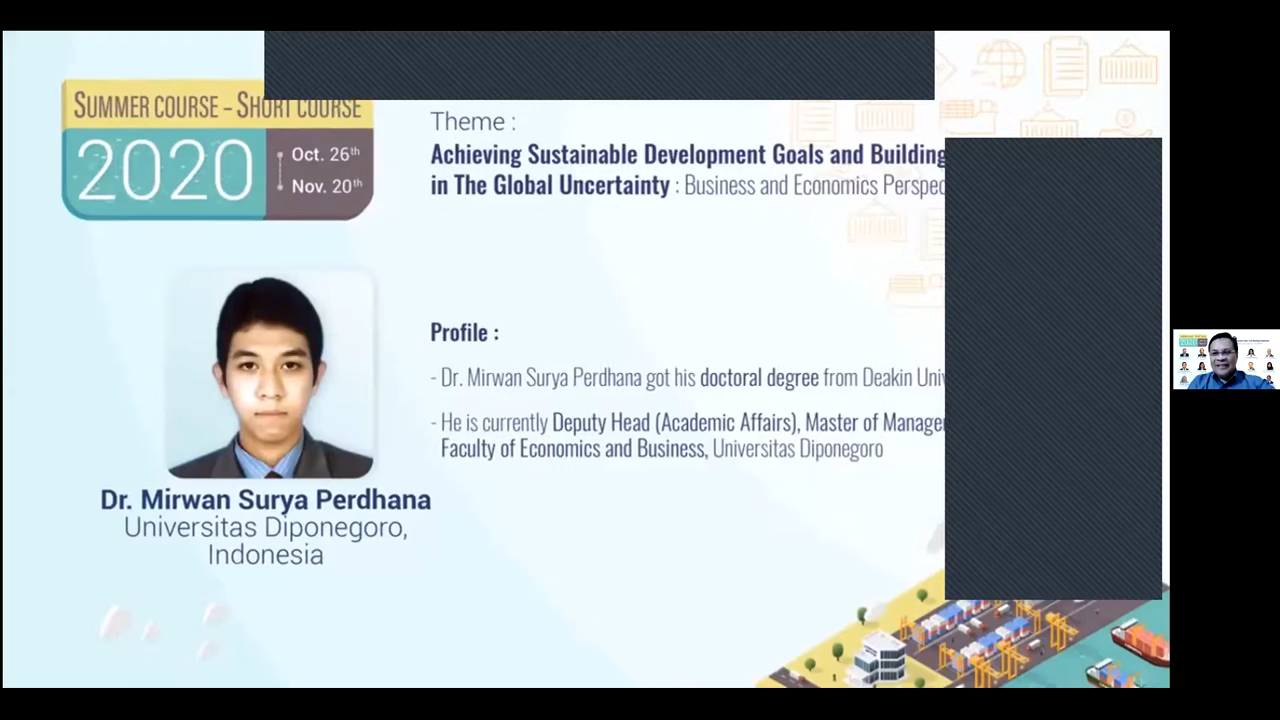 SUMMER COURSE – SHORT COURSE
2020
Oct. 26th
Nov. 20th
Theme :
Achieving Sustainable Development Goals and Building
in The Global Uncertainty : Business and Economics
Profile :
- Dr. Mirwan Surya Perdhana got his doctoral degree from Deakin
- He is currently Deputy Head (Academic Affairs), Master of
Faculty of Economics and Business, Universitas Diponegoro
Dr. Mirwan Surya Perdhana
Universitas Diponegoro,
Indonesia